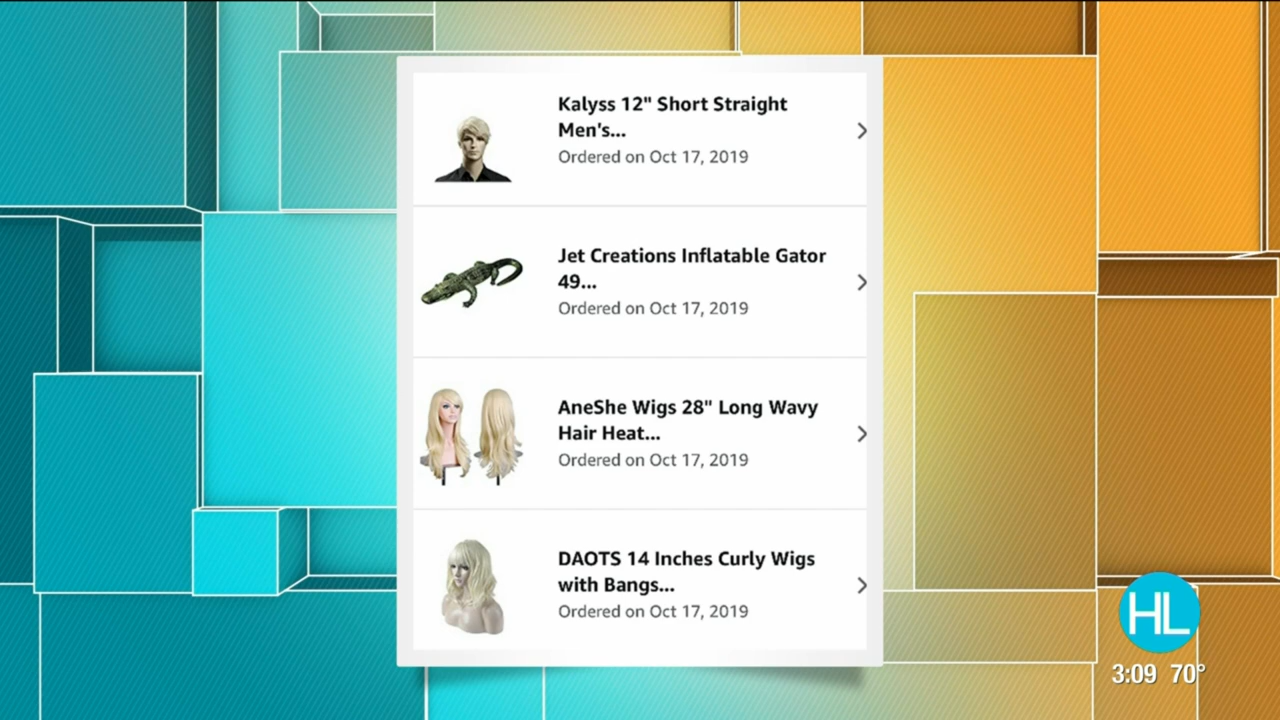 Kalyss 12" Short Straight
Men's...
Ordered on Oct 17, 2019
Jet Creations Inflatable Gator
49...
Ordered on Oct 17, 2019
AneShe Wigs 28" Long Wavy
Hair Heat...
Ordered on Oct 17, 2019
DAOTS 14 Inches Curly Wigs
with Bangs...
Ordered on Oct 17, 2019
HL
3:09 70°